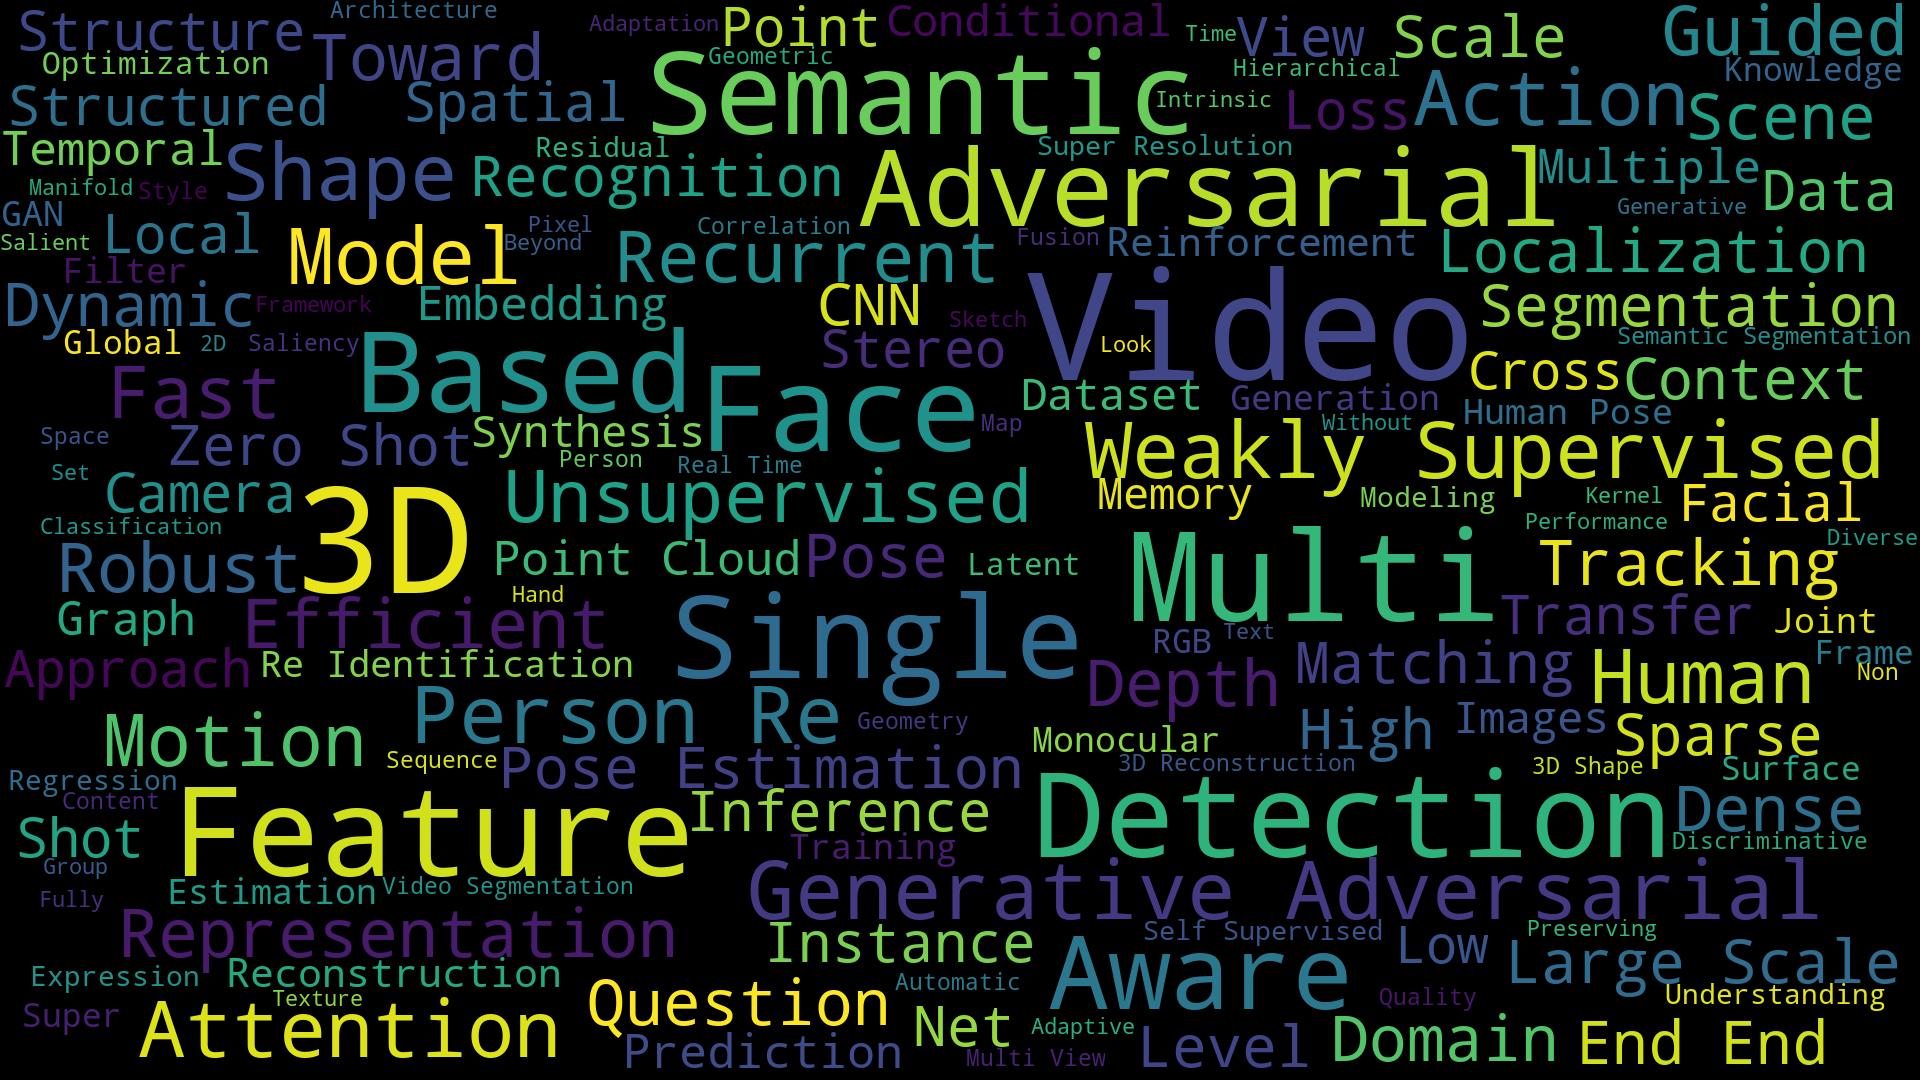 Structure
Architecture
Adaptation
Point
Conditional
Time
View
Scale
Guided
Optimization
Toward
Geometric
Hierarchical
Knowledge
Structured
Spatial
Semantic
Intrinsic
Loss
Action
Scene
Temporal
Shape
Residual
Recognition
Super Resolution
Adversarial
Multiple
Data
Manifold
Style
GAN
Local
Pixel
Correlation
Generative
Salient
Model
Beyond
Recurrent
Fusion
Reinforcement
Localization
Filter
Dynamic
Framework
Embedding
CNN
Sketch
Video
Segmentation
Global
2D
Saliency
Based
Stereo
Look
Semantic Segmentation
Fast
Face
Dataset
Generation
Cross
Context
Human Pose
Space
Zero Shot
Synthesis
Map
Without
Weakly Supervised
Set
Person
Real Time
Camera
3D
Unsupervised
Memory
Modeling
Kernel
Facial
Classification
Performance
Diverse
Robust
Point Cloud
Pose
Latent
Multi
Tracking
Hand
Graph
Efficient
Single
RGB
Text
Transfer
Joint
Approach
Re Identification
Depth
Matching
Human
Frame
Non
Motion
Person Re
Geometry
Monocular
High
Images
Sparse
Sequence
Pose Estimation
3D Reconstruction
3D Shape
Surface
Regression
Content
Feature
Inference
Detection
Dense
Shot
Training
Discriminative
Group
Estimation
Video Segmentation
Generative Adversarial
Fully
Representation
Instance
Self Supervised
Low
Preserving
Large Scale
Expression
Reconstruction
Automatic
Aware
Quality
Understanding
Super
Texture
Attention
Question
Net
Adaptive
Level
Domain
End End
Prediction
Multi View